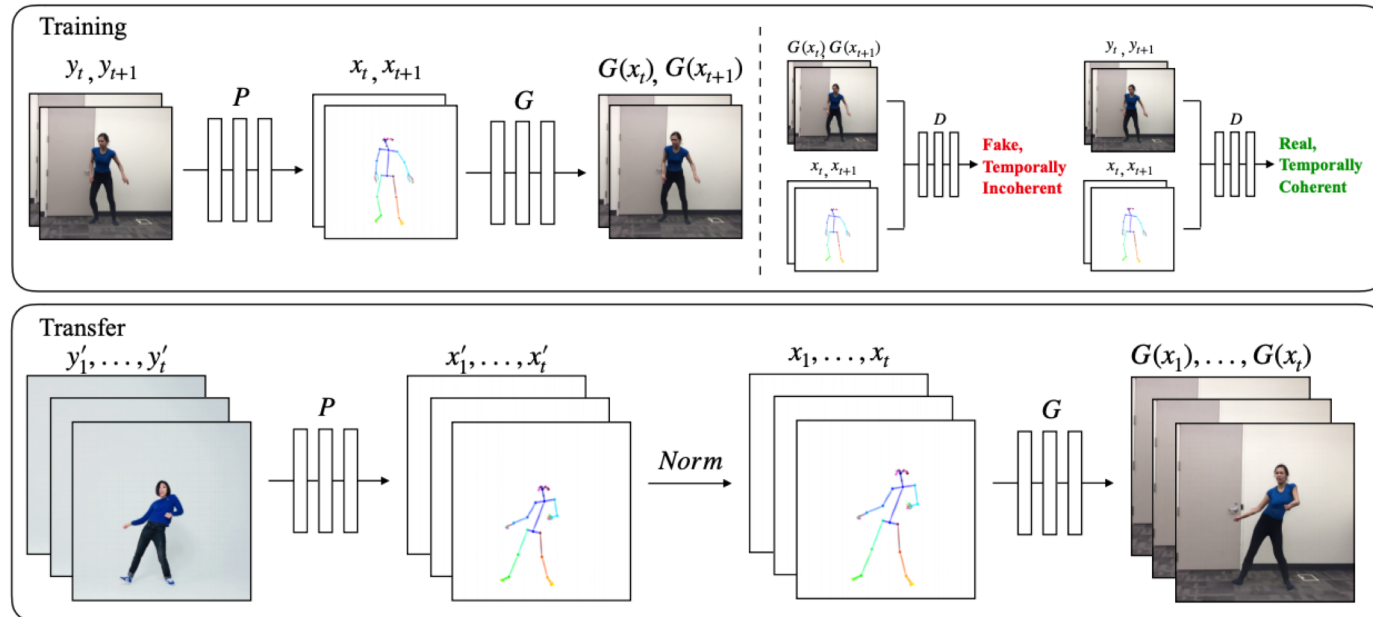 Training
y_t, y_{t+1}
P
x_t, x_{t+1}
G
G(x_t), G(x_{t+1})
G(x_t), G(x_{t+1})
x_t, x_{t+1}
D
Fake,
Temporally
Incoherent
y_t, y_{t+1}
x_t, x_{t+1}
D
Real,
Temporally
Coherent
Transfer
y′_1, . . . , y′_t
P
x′_1, . . . , x′_t
Norm
x_1, . . . , x_t
G
G(x_1), . . . , G(x_t)